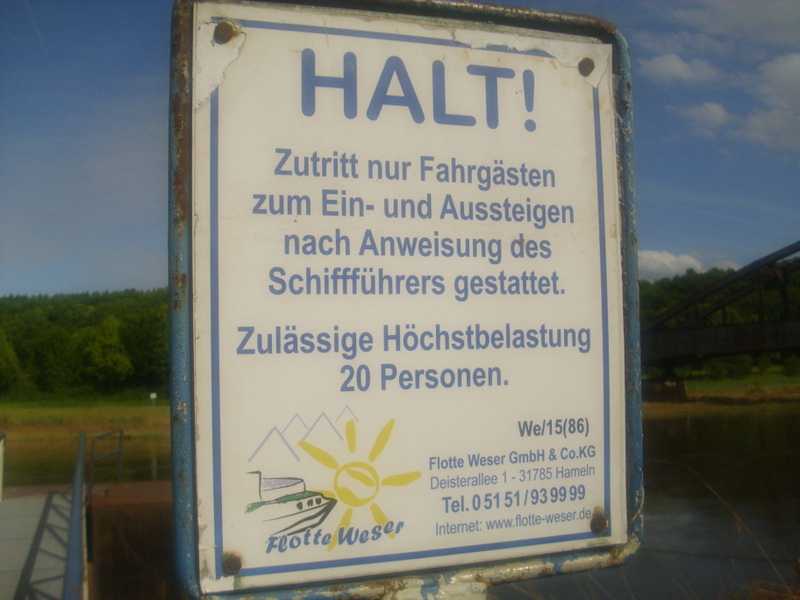 HALT!
Zutritt nur Fahrgästen
zum Ein- und Aussteigen
nach Anweisung des
Schiffführers gestattet.
Zulässige Höchstbelastung
20 Personen.
We/15(86)
Flotte Weser GmbH & Co.KG
Deisterallee 1 - 31785 Hameln
Tel. 0 51 51 / 93 99 99
Internet: www.flotte-weser.de
Flotte Weser